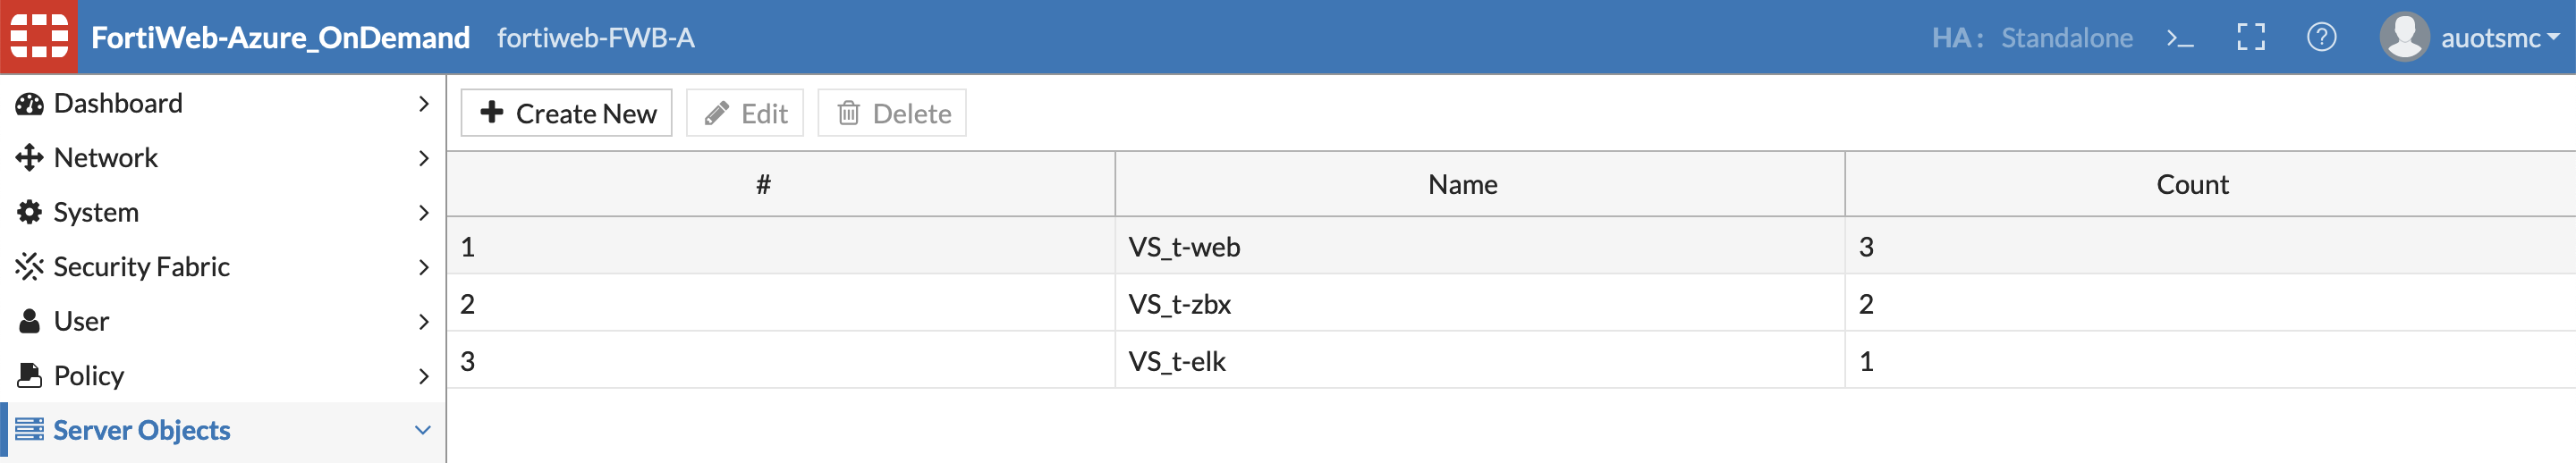 FortiWeb-Azure_OnDemand fortiweb-FWB-A HA: Standalone auotsmc
Dashboard
Network
System
Security Fabric
User
Policy
Server Objects
Create New Edit Delete
# Name Count
1 VS_t-web 3
2 VS_t-zbx 2
3 VS_t-elk 1